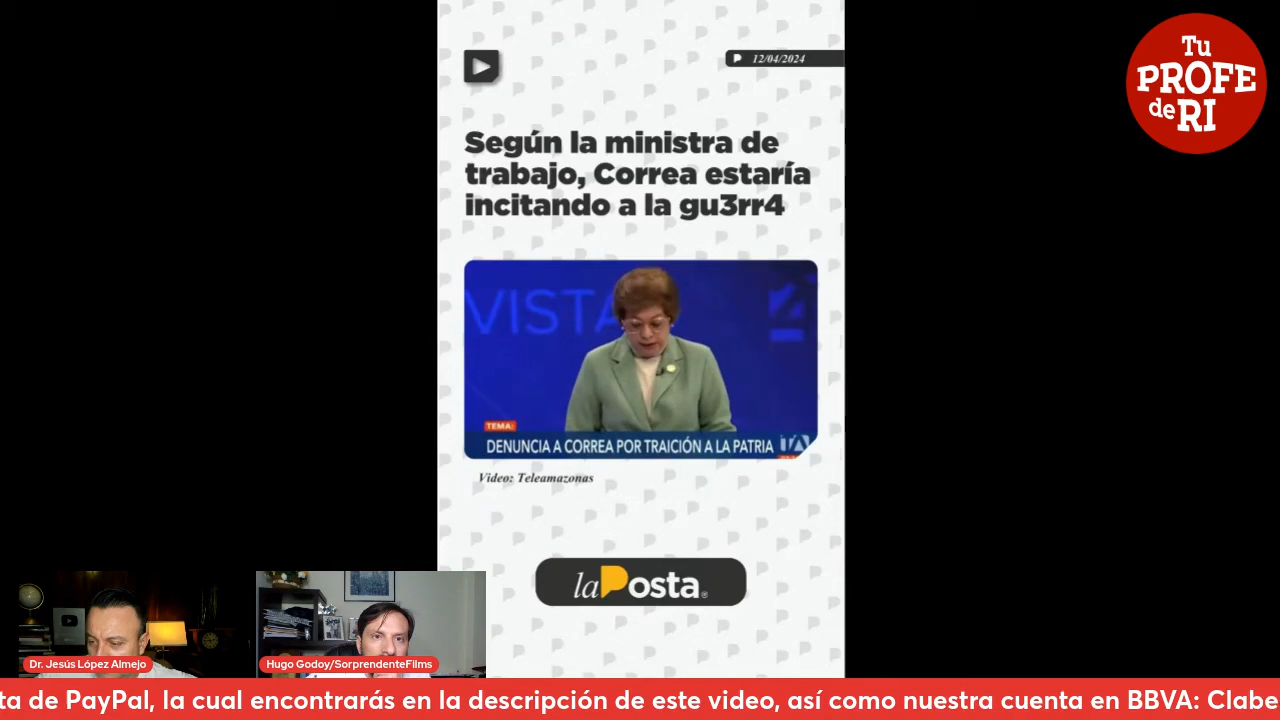 Tu
PROFE
de RI
12/04/2024
Según la ministra de
trabajo, Correa estaría
incitando a la gu3rr4
VISTA
TEMA:
DENUNCIA A CORREA POR TRAICIÓN A LA PATRIA
Video: Teleamazonas
la Posta®
Dr. Jesús López Almejo
Hugo Godoy/SorprendenteFilms
ta de PayPal, la cual encontrarás en la descripción de este video, así como nuestra cuenta en BBVA: Clabe